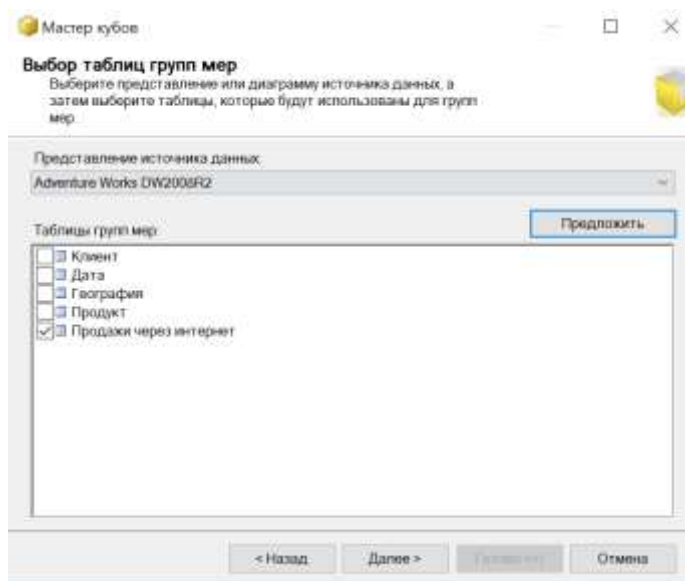 Мастер кубов
Выбор таблиц групп мер
Выберите представление или диаграмму источника данных, а
затем выберите таблицы, которые будут использованы для групп
мер.
Представление источника данных:
Adventure Works DW2008R2
Предложить
Таблицы групп мер:
Клиент
Дата
География
Продукт
Продажи через интернет
< Назад
Далее >
Отмена